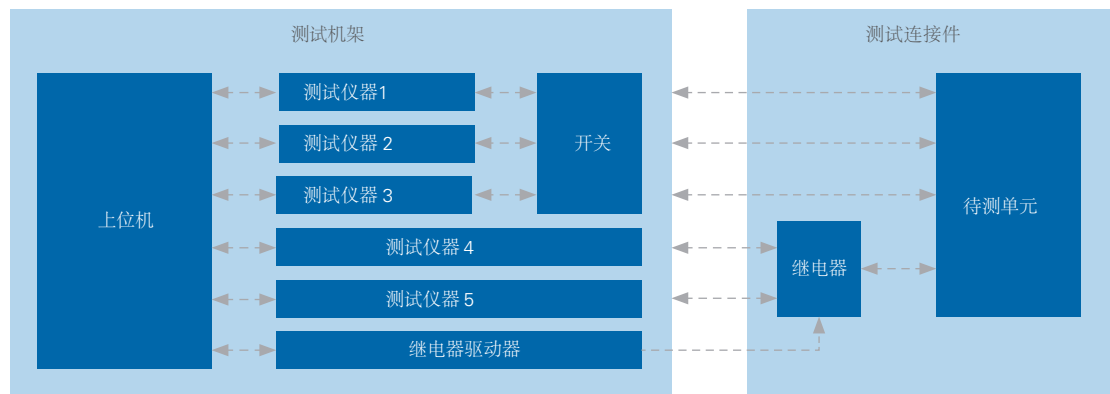 测试机架
测试连接件
上位机
测试仪器1
测试仪器 2
测试仪器 3
开关
测试仪器 4
测试仪器 5
继电器驱动器
继电器
待测单元